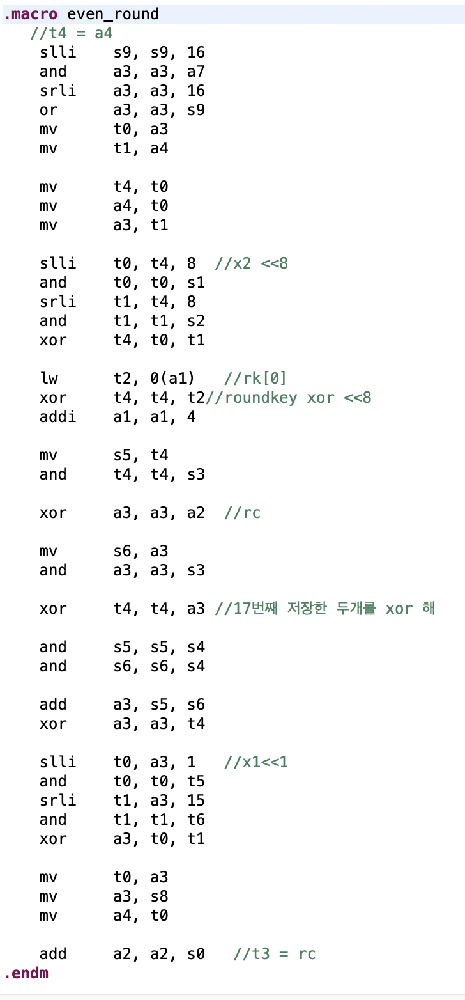 .macro even_round
//t4 = a4
slli s9, s9, 16
and a3, a3, a7
srli a3, a3, 16
or a3, a3, s9
mv t0, a3
mv t1, a4
mv t4, t0
mv a4, t0
mv a3, t1
slli t0, t4, 8 //x2 <<8
and t0, t0, s1
srli t1, t4, 8
and t1, t1, s2
xor t4, t0, t1
lw t2, 0(a1) //rk[0]
xor t4, t4, t2//roundkey xor <<8
addi a1, a1, 4
mv s5, t4
and t4, t4, s3
xor a3, a3, a2 //rc
mv s6, a3
and a3, a3, s3
xor t4, t4, a3 //17번째 저장한 두개를 xor 해
and s5, s5, s4
and s6, s6, s4
add a3, s5, s6
xor a3, a3, t4
slli t0, a3, 1 //x1<<1
and t0, t0, t5
srli t1, a3, 15
and t1, t1, t6
xor a3, t0, t1
mv t0, a3
mv a3, s8
mv a4, t0
add a2, a2, s0 //t3 = rc
.endm